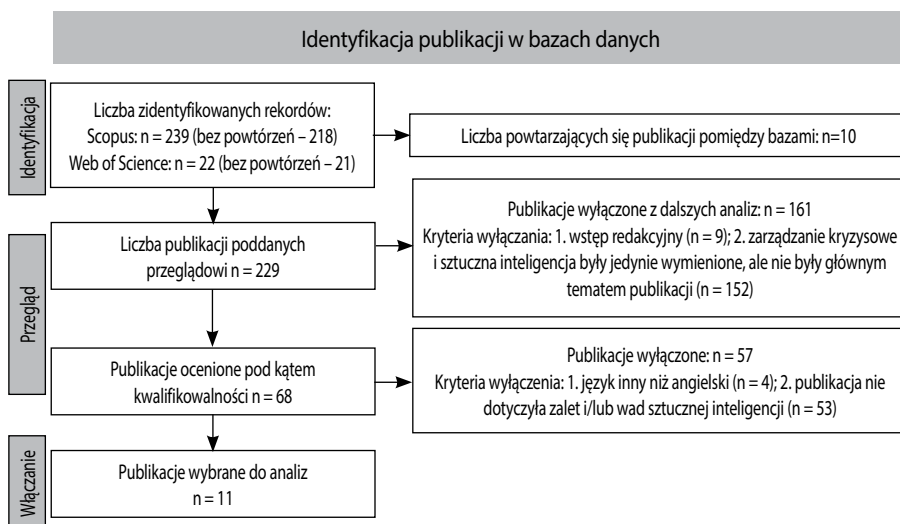 Identyfikacja publikacji w bazach danych
Identyfikacja
Liczba zidentyfikowanych rekordów:
Scopus: n = 239 (bez powtórzeń – 218)
Web of Science: n = 22 (bez powtórzeń – 21)
Liczba powtarzających się publikacji pomiędzy bazami: n=10
Przegląd
Liczba publikacji poddanych
przeglądowi n = 229
Publikacje wyłączone z dalszych analiz: n = 161
Kryteria wyłączania: 1. wstęp redakcyjny (n = 9); 2. zarządzanie kryzysowe
i sztuczna inteligencja były jedynie wymienione, ale nie były głównym
tematem publikacji (n = 152)
Publikacje ocenione pod kątem
kwalifikowalności n = 68
Publikacje wyłączone: n = 57
Kryteria wyłączenia: 1. język inny niż angielski (n = 4); 2. publikacja nie
dotyczyła zalet i/lub wad sztucznej inteligencji (n = 53)
Włączanie
Publikacje wybrane do analiz
n = 11